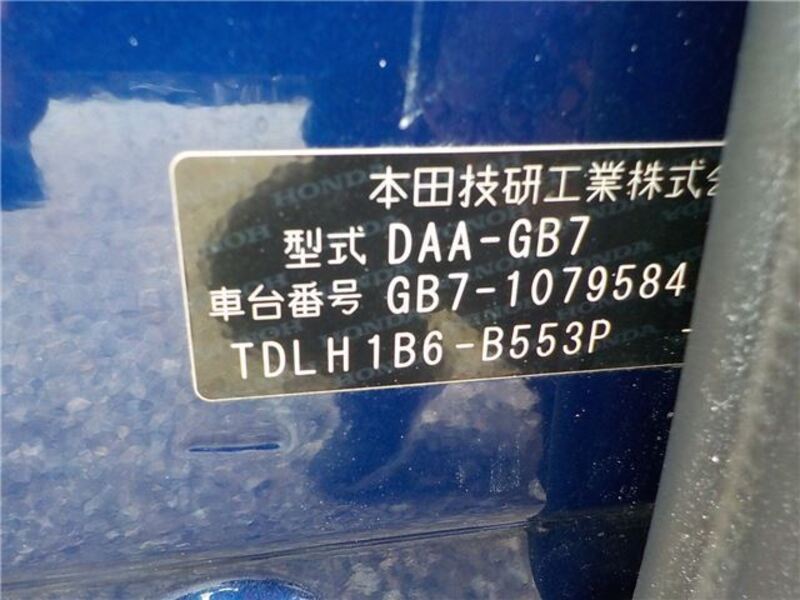 本田技研工業株式会
型式 DAA-GB7
車台番号 GB7-1079584
TDLH1B6-B553P -